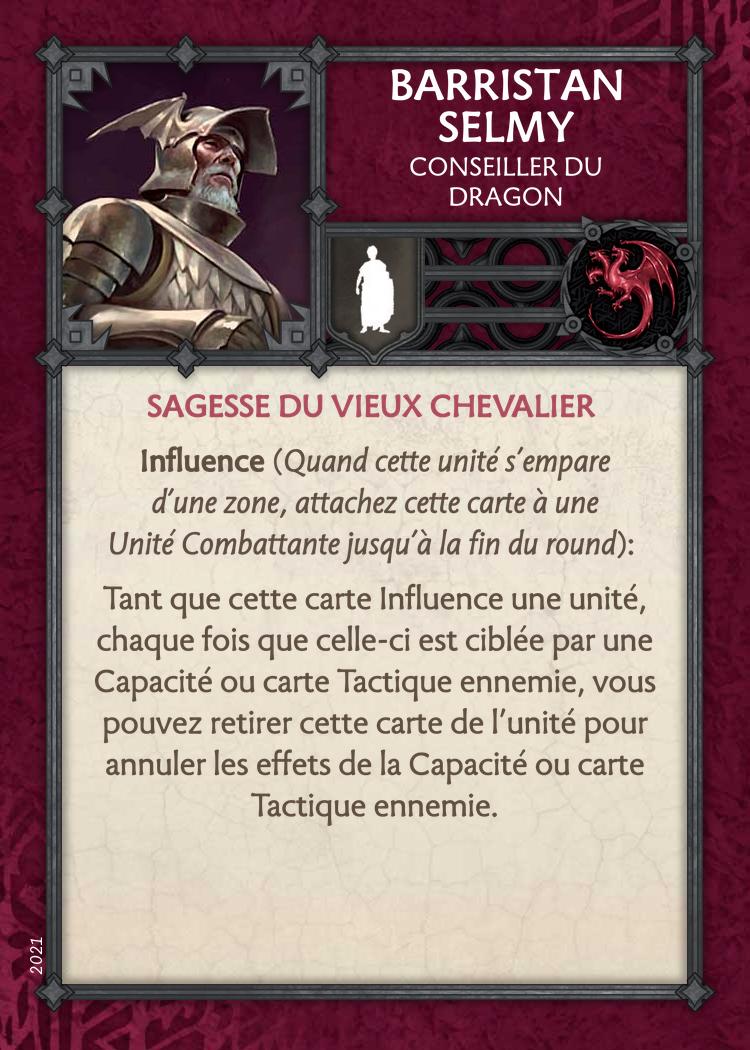 BARRISTAN
SELMY
CONSEILLER DU
DRAGON
SAGESSE DU VIEUX CHEVALIER
Influence (Quand cette unité s’empare
d’une zone, attachez cette carte à une
Unité Combattante jusqu’à la fin du round):
Tant que cette carte Influence une unité,
chaque fois que celle-ci est ciblée par une
Capacité ou carte Tactique ennemie, vous
pouvez retirer cette carte de l’unité pour
annuler les effets de la Capacité ou carte
Tactique ennemie.
2021